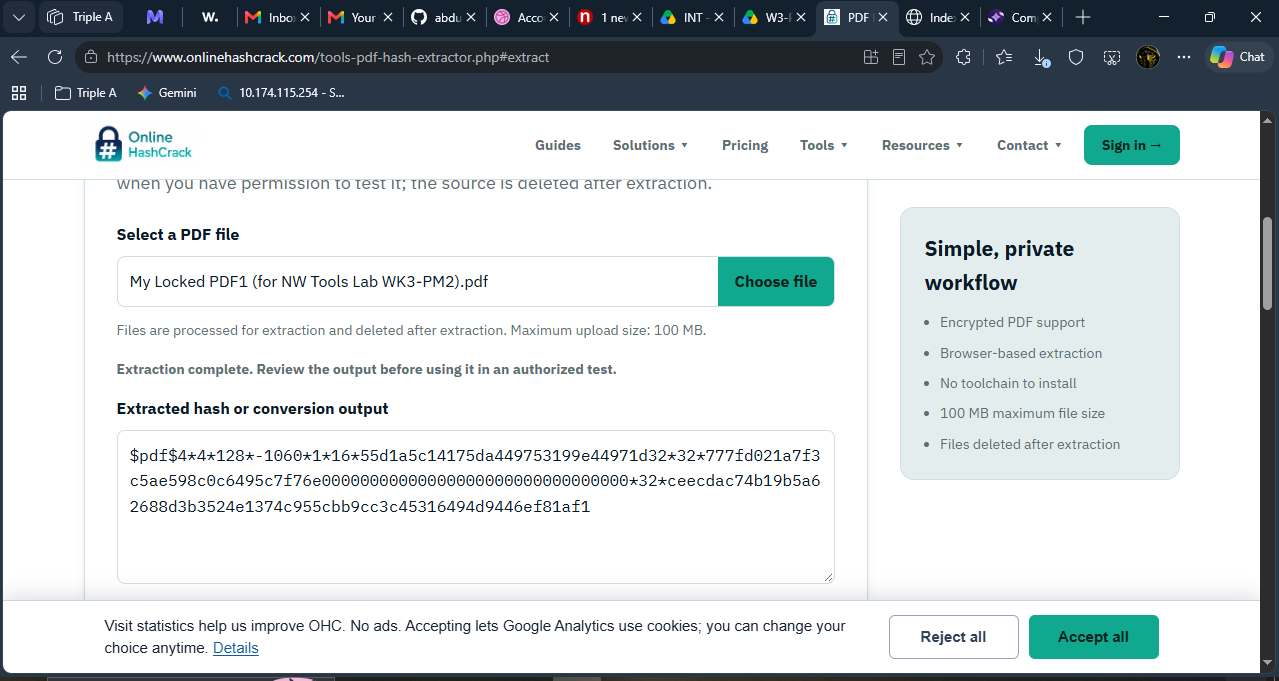 Triple A
W.
Inbo
Your
abdu
Acco
1 ne
INT -
W3-
PDF
Inde
Com
https://www.onlinehashcrack.com/tools-pdf-hash-extractor.php#extract
Chat
Triple A
Gemini
10.174.115.254 - S...
Online
HashCrack
Guides
Solutions
Pricing
Tools
Resources
Contact
Sign in →
when you have permission to test it; the source is deleted after extraction.
Select a PDF file
My Locked PDF1 (for NW Tools Lab WK3-PM2).pdf
Choose file
Files are processed for extraction and deleted after extraction. Maximum upload size: 100 MB.
Extraction complete. Review the output before using it in an authorized test.
Extracted hash or conversion output
$pdf$4*4*128*-1060*1*16*55d1a5c14175da449753199e44971d32*32*777fd021a7f3
c5ae598c0c6495c7f76e00000000000000000000000000000000*32*ceecdac74b19b5a6
2688d3b3524e1374c955cbb9cc3c45316494d9446ef81af1
Simple, private
workflow
Encrypted PDF support
Browser-based extraction
No toolchain to install
100 MB maximum file size
Files deleted after extraction
Visit statistics help us improve OHC. No ads. Accepting lets Google Analytics use cookies; you can change your
choice anytime. Details
Reject all
Accept all